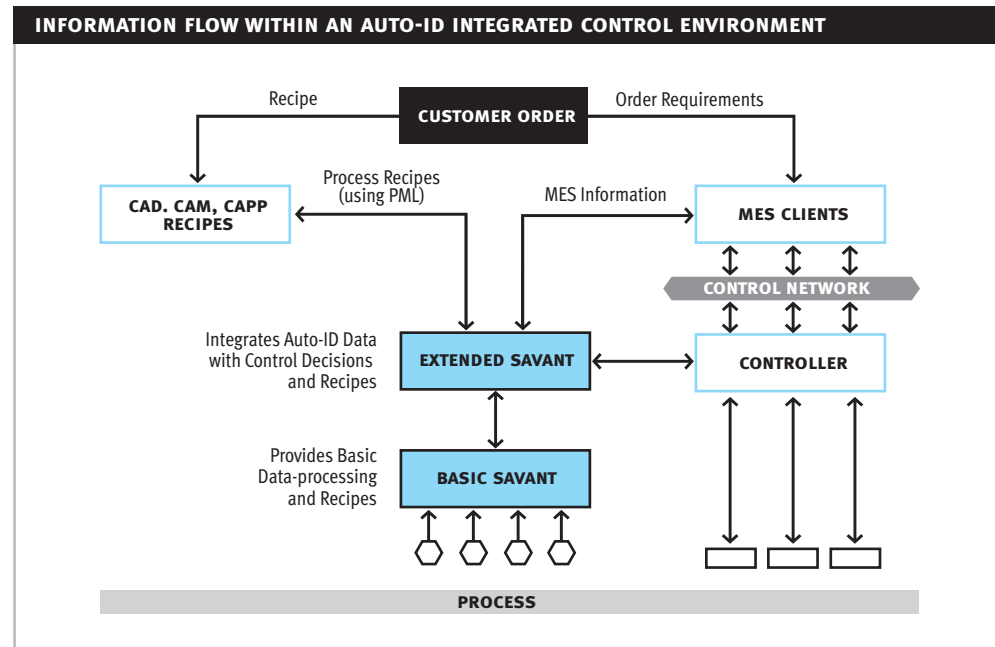 INFORMATION FLOW WITHIN AN AUTO-ID INTEGRATED CONTROL ENVIRONMENT
Recipe
CUSTOMER ORDER
Order Requirements
CAD. CAM, CAPP
RECIPES
Process Recipes
(using PML)
MES Information
MES CLIENTS
CONTROL NETWORK
Integrates Auto-ID Data
with Control Decisions
and Recipes
EXTENDED SAVANT
CONTROLLER
Provides Basic
Data-processing
and Recipes
BASIC SAVANT
PROCESS